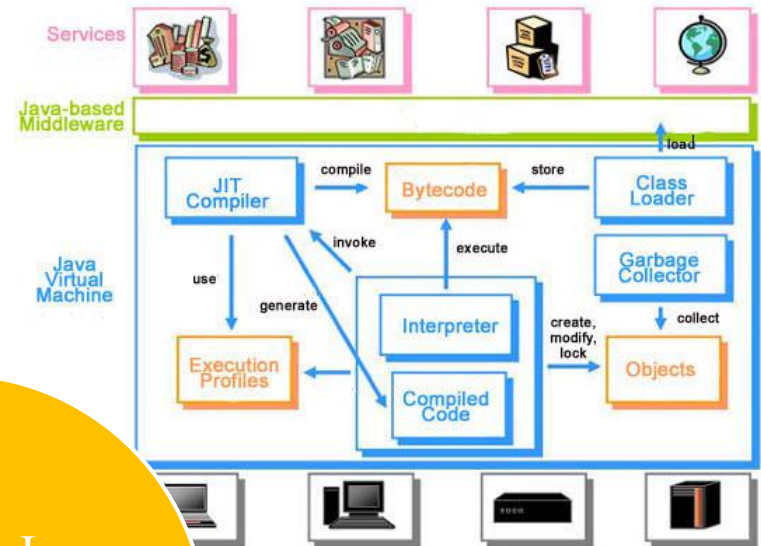 Services
Java-based
Middleware
load
JIT
Compiler
compile
Bytecode
store
Class
Loader
invoke
execute
Java
Virtual
Machine
use
generate
Garbage
Collector
Interpreter
create,
modify,
lock
collect
Execution
Profiles
Objects
Compiled
Code